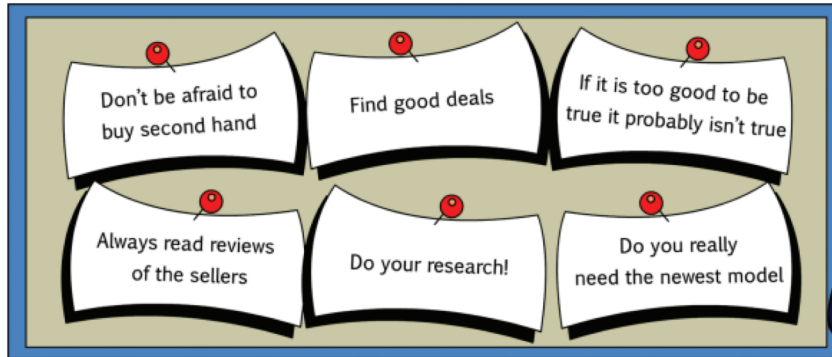 Don't be afraid to
buy second hand
Find good deals
If it is too good to be
true it probably isn't true
Always read reviews
of the sellers
Do your research!
Do you really
need the newest model